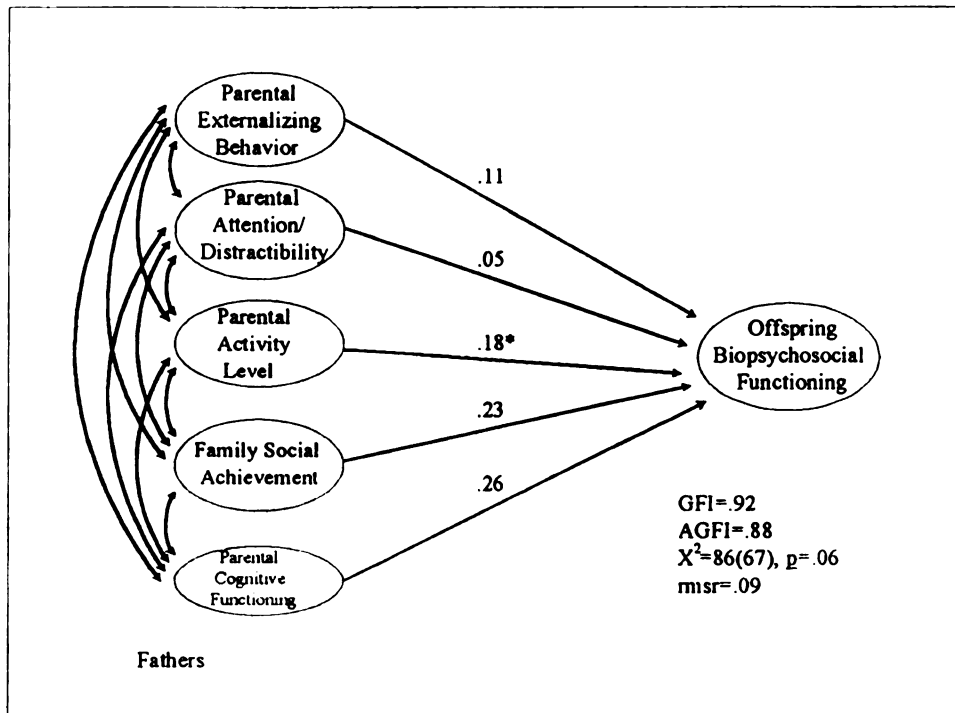 Parental
Externalizing
Behavior
.11
Parental
Attention/
Distractibility
.05
Parental
Activity
Level
.18*
Offspring
Biopsychosocial
Functioning
Family Social
Achievement
.23
Parental
Cognitive
Functioning
.26
GFI=.92
AGFI=.88
X²=86(67), p=.06
rmsr=.09
Fathers